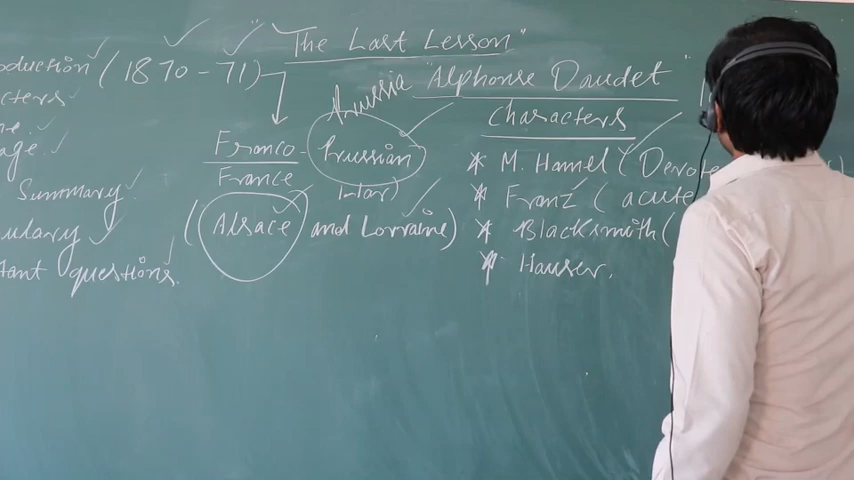 "The Last Lesson"
oduction (1870-71)
"Alphonse Daudet"
cters
Characters
age.
Franco - Prussian
France
War)
Summary
(Alsace and Lorraine)
ulary
tant questions.
* M. Hamel (Devote
* Franz (acute
* Blacksmith (
* Hauser.